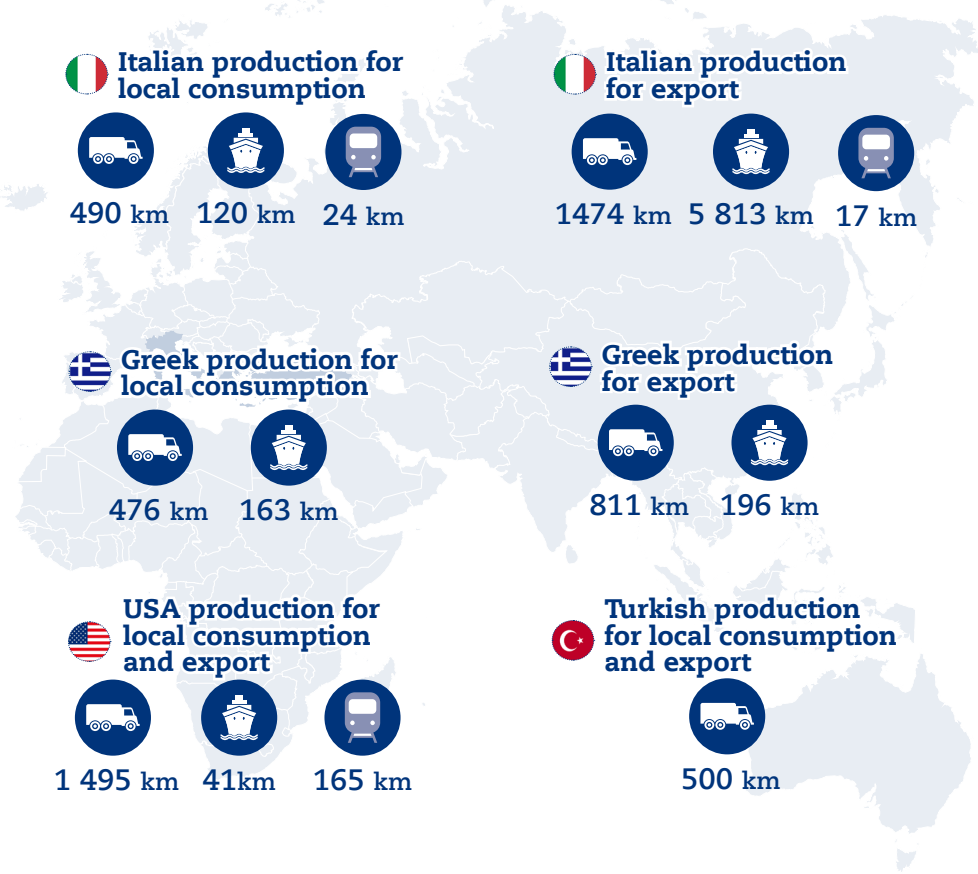 Italian production for
local consumption
490 km 120 km 24 km
Italian production
for export
1474 km 5 813 km 17 km
Greek production for
local consumption
476 km 163 km
Greek production
for export
811 km 196 km
USA production for
local consumption
and export
1 495 km 41km 165 km
Turkish production
for local consumption
and export
500 km